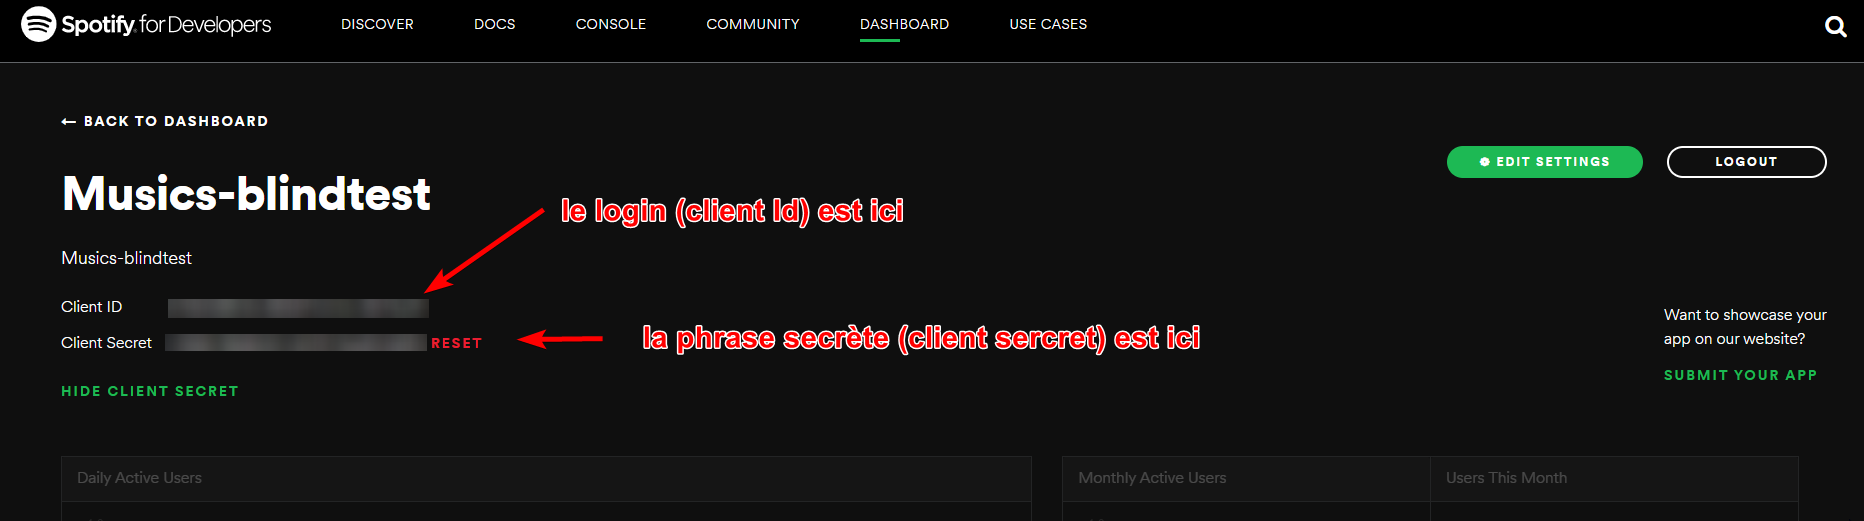 Spotify for Developers
DISCOVER
DOCS
CONSOLE
COMMUNITY
DASHBOARD
USE CASES
← BACK TO DASHBOARD
EDIT SETTINGS
LOGOUT
Musics-blindtest
le login (client Id) est ici
Musics-blindtest
Client ID
Client Secret
RESET
la phrase secrète (client sercret) est ici
HIDE CLIENT SECRET
Want to showcase your
app on our website?
SUBMIT YOUR APP
Daily Active Users
Monthly Active Users
Users This Month